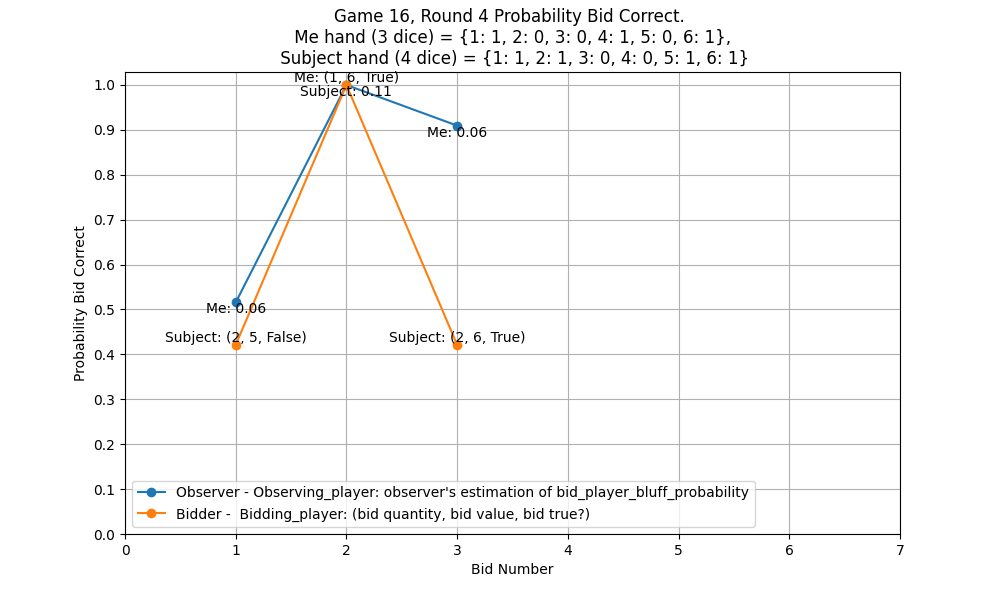 Game 16, Round 4 Probability Bid Correct.
Me hand (3 dice) = {1: 1, 2: 0, 3: 0, 4: 1, 5: 0, 6: 1},
Subject hand (4 dice) = {1: 1, 2: 1, 3: 0, 4: 0, 5: 1, 6: 1}
1.0
0.9
0.8
0.7
0.6
0.5
0.4
0.3
0.2
0.1
0.0
Probability Bid Correct
Me: (1, 6, True)
Subject: 0.11
Me: 0.06
Me: 0.06
Subject: (2, 5, False)
Subject: (2, 6, True)
Observer - Observing_player: observer's estimation of bid_player_bluff_probability
Bidder -  Bidding_player: (bid quantity, bid value, bid true?)
0 1 2 3 4 5 6 7
Bid Number